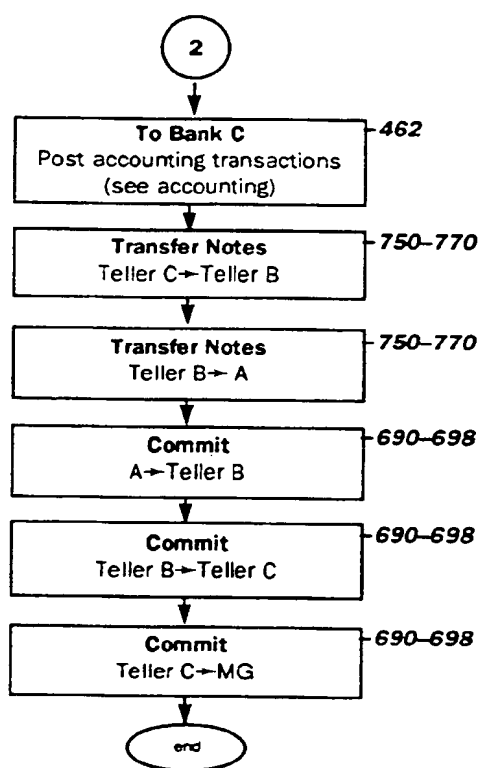 2
To Bank C
462
Post accounting transactions
(see accounting)
Transfer Notes
750–770
Teller C→Teller B
Transfer Notes
750–770
Teller B→A
Commit
690–698
A→Teller B
Commit
690–698
Teller B→Teller C
Commit
690–698
Teller C→MG
end